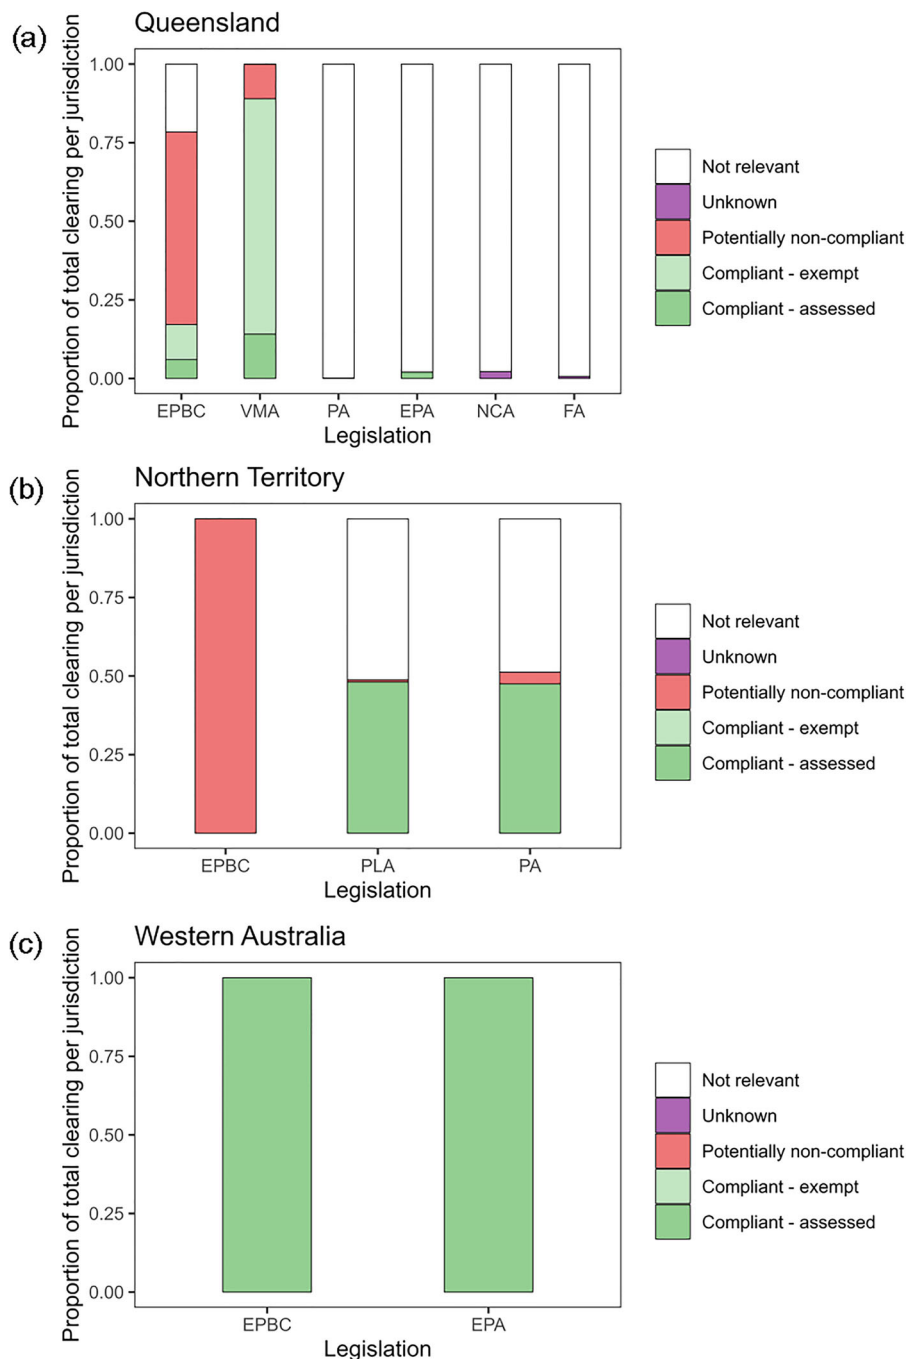 (a)
Queensland
Proportion of total clearing per jurisdiction
1.00
0.75
0.50
0.25
0.00
EPBC VMA PA EPA NCA FA
Legislation
Not relevant
Unknown
Potentially non-compliant
Compliant - exempt
Compliant - assessed
(b)
Northern Territory
Proportion of total clearing per jurisdiction
1.00
0.75
0.50
0.25
0.00
EPBC PLA PA
Legislation
Not relevant
Unknown
Potentially non-compliant
Compliant - exempt
Compliant - assessed
(c)
Western Australia
Proportion of total clearing per jurisdiction
1.00
0.75
0.50
0.25
0.00
EPBC EPA
Legislation
Not relevant
Unknown
Potentially non-compliant
Compliant - exempt
Compliant - assessed